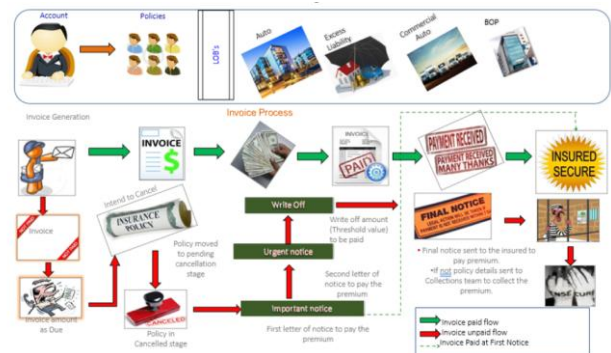 Account
Policies
LOB's
Auto
Excess
Liability
Commercial
Auto
BOP
Invoice Generation
Invoice Process
INVOICE
$
INVOICE
PAID
PAYMENT RECEIVED
PAYMENT RECEIVED
MANY THANKS
INSURED
SECURE
Intend to Cancel
INSURANCE
POLICY
Invoice
Policy moved
to pending
cancellation
stage
Write Off
Write off amount
(Threshold value)
to be paid
FINAL NOTICE
Urgent notice
Second letter of
notice to pay the
premium
• Final notice sent to the insured to
pay premium.
•If not policy details sent to
Collections team to collect the
premium.
Invoice amount
as Due
CANCELED
Policy in
Cancelled stage
Important notice
First letter of notice to pay the
premium
Invoice paid flow
Invoice unpaid flow
Invoice Paid at First Notice